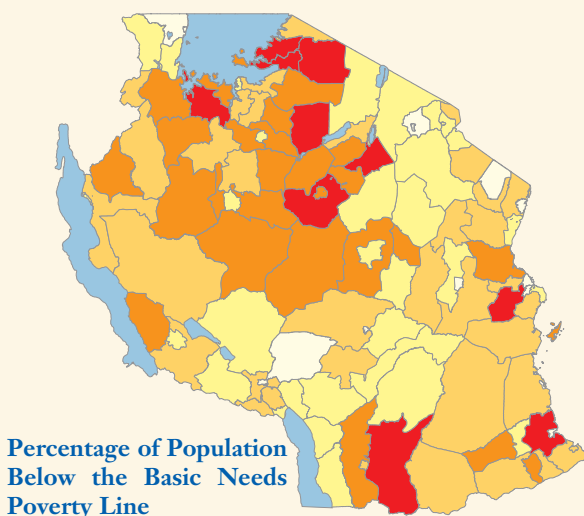 Percentage of Population
Below the Basic Needs
Poverty Line